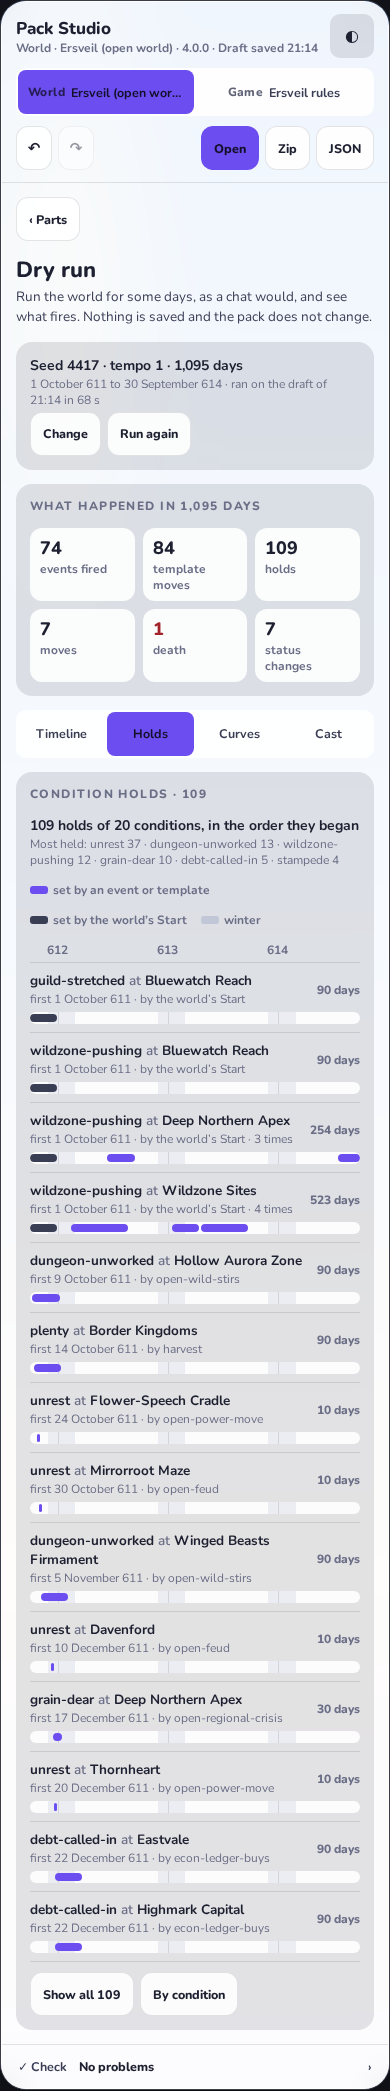 Pack Studio
World · Ersveil (open world) · 4.0.0 · Draft saved 21:14
World Ersveil (open wor… Game Ersveil rules
Open Zip JSON
‹ Parts
Dry run
Run the world for some days, as a chat would, and see
what fires. Nothing is saved and the pack does not change.
Seed 4417 · tempo 1 · 1,095 days
1 October 611 to 30 September 614 · ran on the draft of
21:14 in 68 s
Change Run again
WHAT HAPPENED IN 1,095 DAYS
74 84 109
events fired template moves holds
7 1 7
moves death status changes
Timeline Holds Curves Cast
CONDITION HOLDS · 109
109 holds of 20 conditions, in the order they began
Most held: unrest 37 · dungeon-unworked 13 · wildzone-
pushing 12 · grain-dear 10 · debt-called-in 5 · stampede 4
set by an event or template
set by the world’s Start winter
612 613 614
guild-stretched at Bluewatch Reach 90 days
first 1 October 611 · by the world’s Start
wildzone-pushing at Bluewatch Reach 90 days
first 1 October 611 · by the world’s Start
wildzone-pushing at Deep Northern Apex 254 days
first 1 October 611 · by the world’s Start · 3 times
wildzone-pushing at Wildzone Sites 523 days
first 1 October 611 · by the world’s Start · 4 times
dungeon-unworked at Hollow Aurora Zone 90 days
first 9 October 611 · by open-wild-stirs
plenty at Border Kingdoms 90 days
first 14 October 611 · by harvest
unrest at Flower-Speech Cradle 10 days
first 24 October 611 · by open-power-move
unrest at Mirrorroot Maze 10 days
first 30 October 611 · by open-feud
dungeon-unworked at Winged Beasts
Firmament 90 days
first 5 November 611 · by open-wild-stirs
unrest at Davenford 10 days
first 10 December 611 · by open-feud
grain-dear at Deep Northern Apex 30 days
first 17 December 611 · by open-regional-crisis
unrest at Thornheart 10 days
first 20 December 611 · by open-power-move
debt-called-in at Eastvale 90 days
first 22 December 611 · by econ-ledger-buys
debt-called-in at Highmark Capital 90 days
first 22 December 611 · by econ-ledger-buys
Show all 109 By condition
✓ Check No problems ›